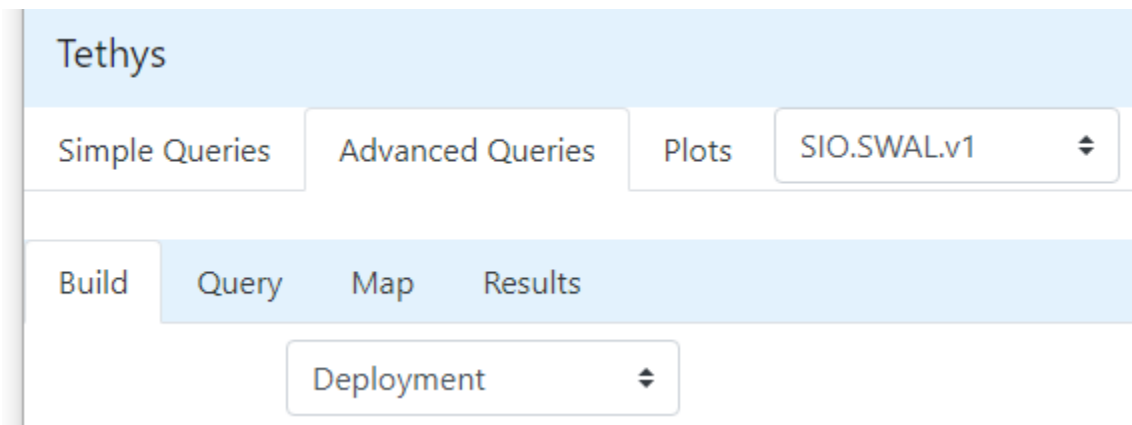 Tethys
Simple Queries Advanced Queries Plots SIO.SWAL.v1
Build Query Map Results
Deployment